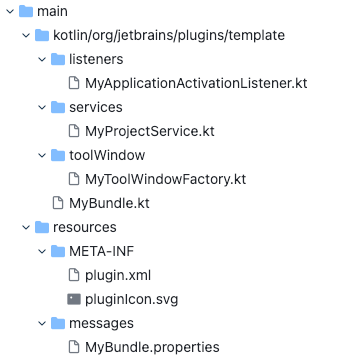 main
kotlin/org/jetbrains/plugins/template
listeners
MyApplicationActivationListener.kt
services
MyProjectService.kt
toolWindow
MyToolWindowFactory.kt
MyBundle.kt
resources
META-INF
plugin.xml
pluginIcon.svg
messages
MyBundle.properties